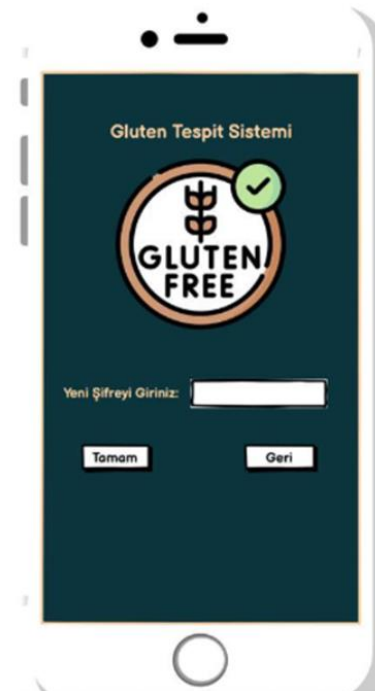 Gluten Tespit Sistemi
GLUTEN
FREE
Yeni Şifreyi Giriniz:
Tamam
Geri